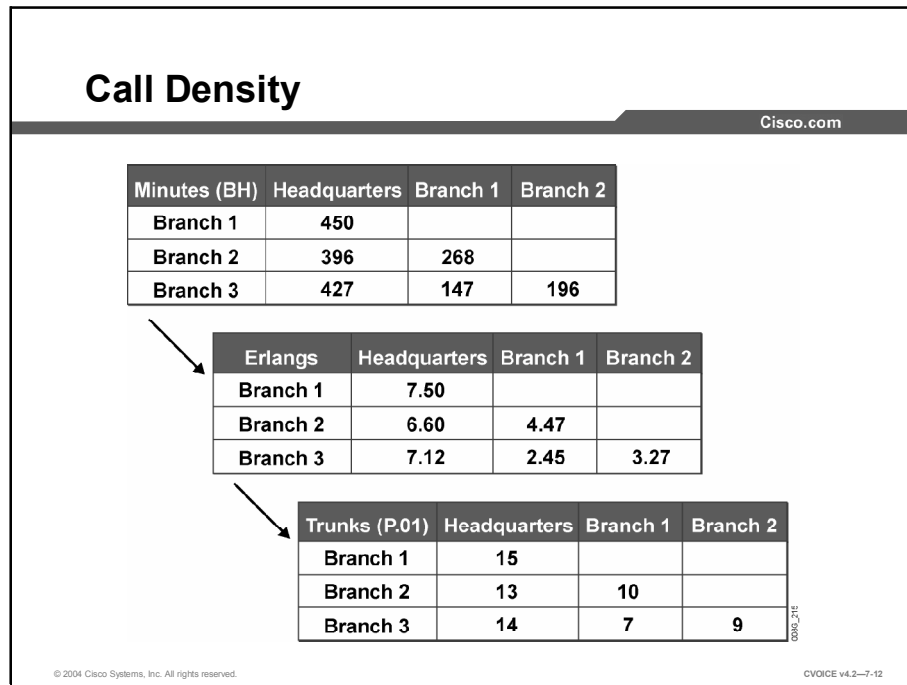 Call Density
Cisco.com
Minutes (BH) Headquarters Branch 1 Branch 2
Branch 1 450
Branch 2 396 268
Branch 3 427 147 196
Erlangs Headquarters Branch 1 Branch 2
Branch 1 7.50
Branch 2 6.60 4.47
Branch 3 7.12 2.45 3.27
Trunks (P.01) Headquarters Branch 1 Branch 2
Branch 1 15
Branch 2 13 10
Branch 3 14 7 9
008G_215
© 2004 Cisco Systems, Inc. All rights reserved.
CVOICE v4.2—7-12